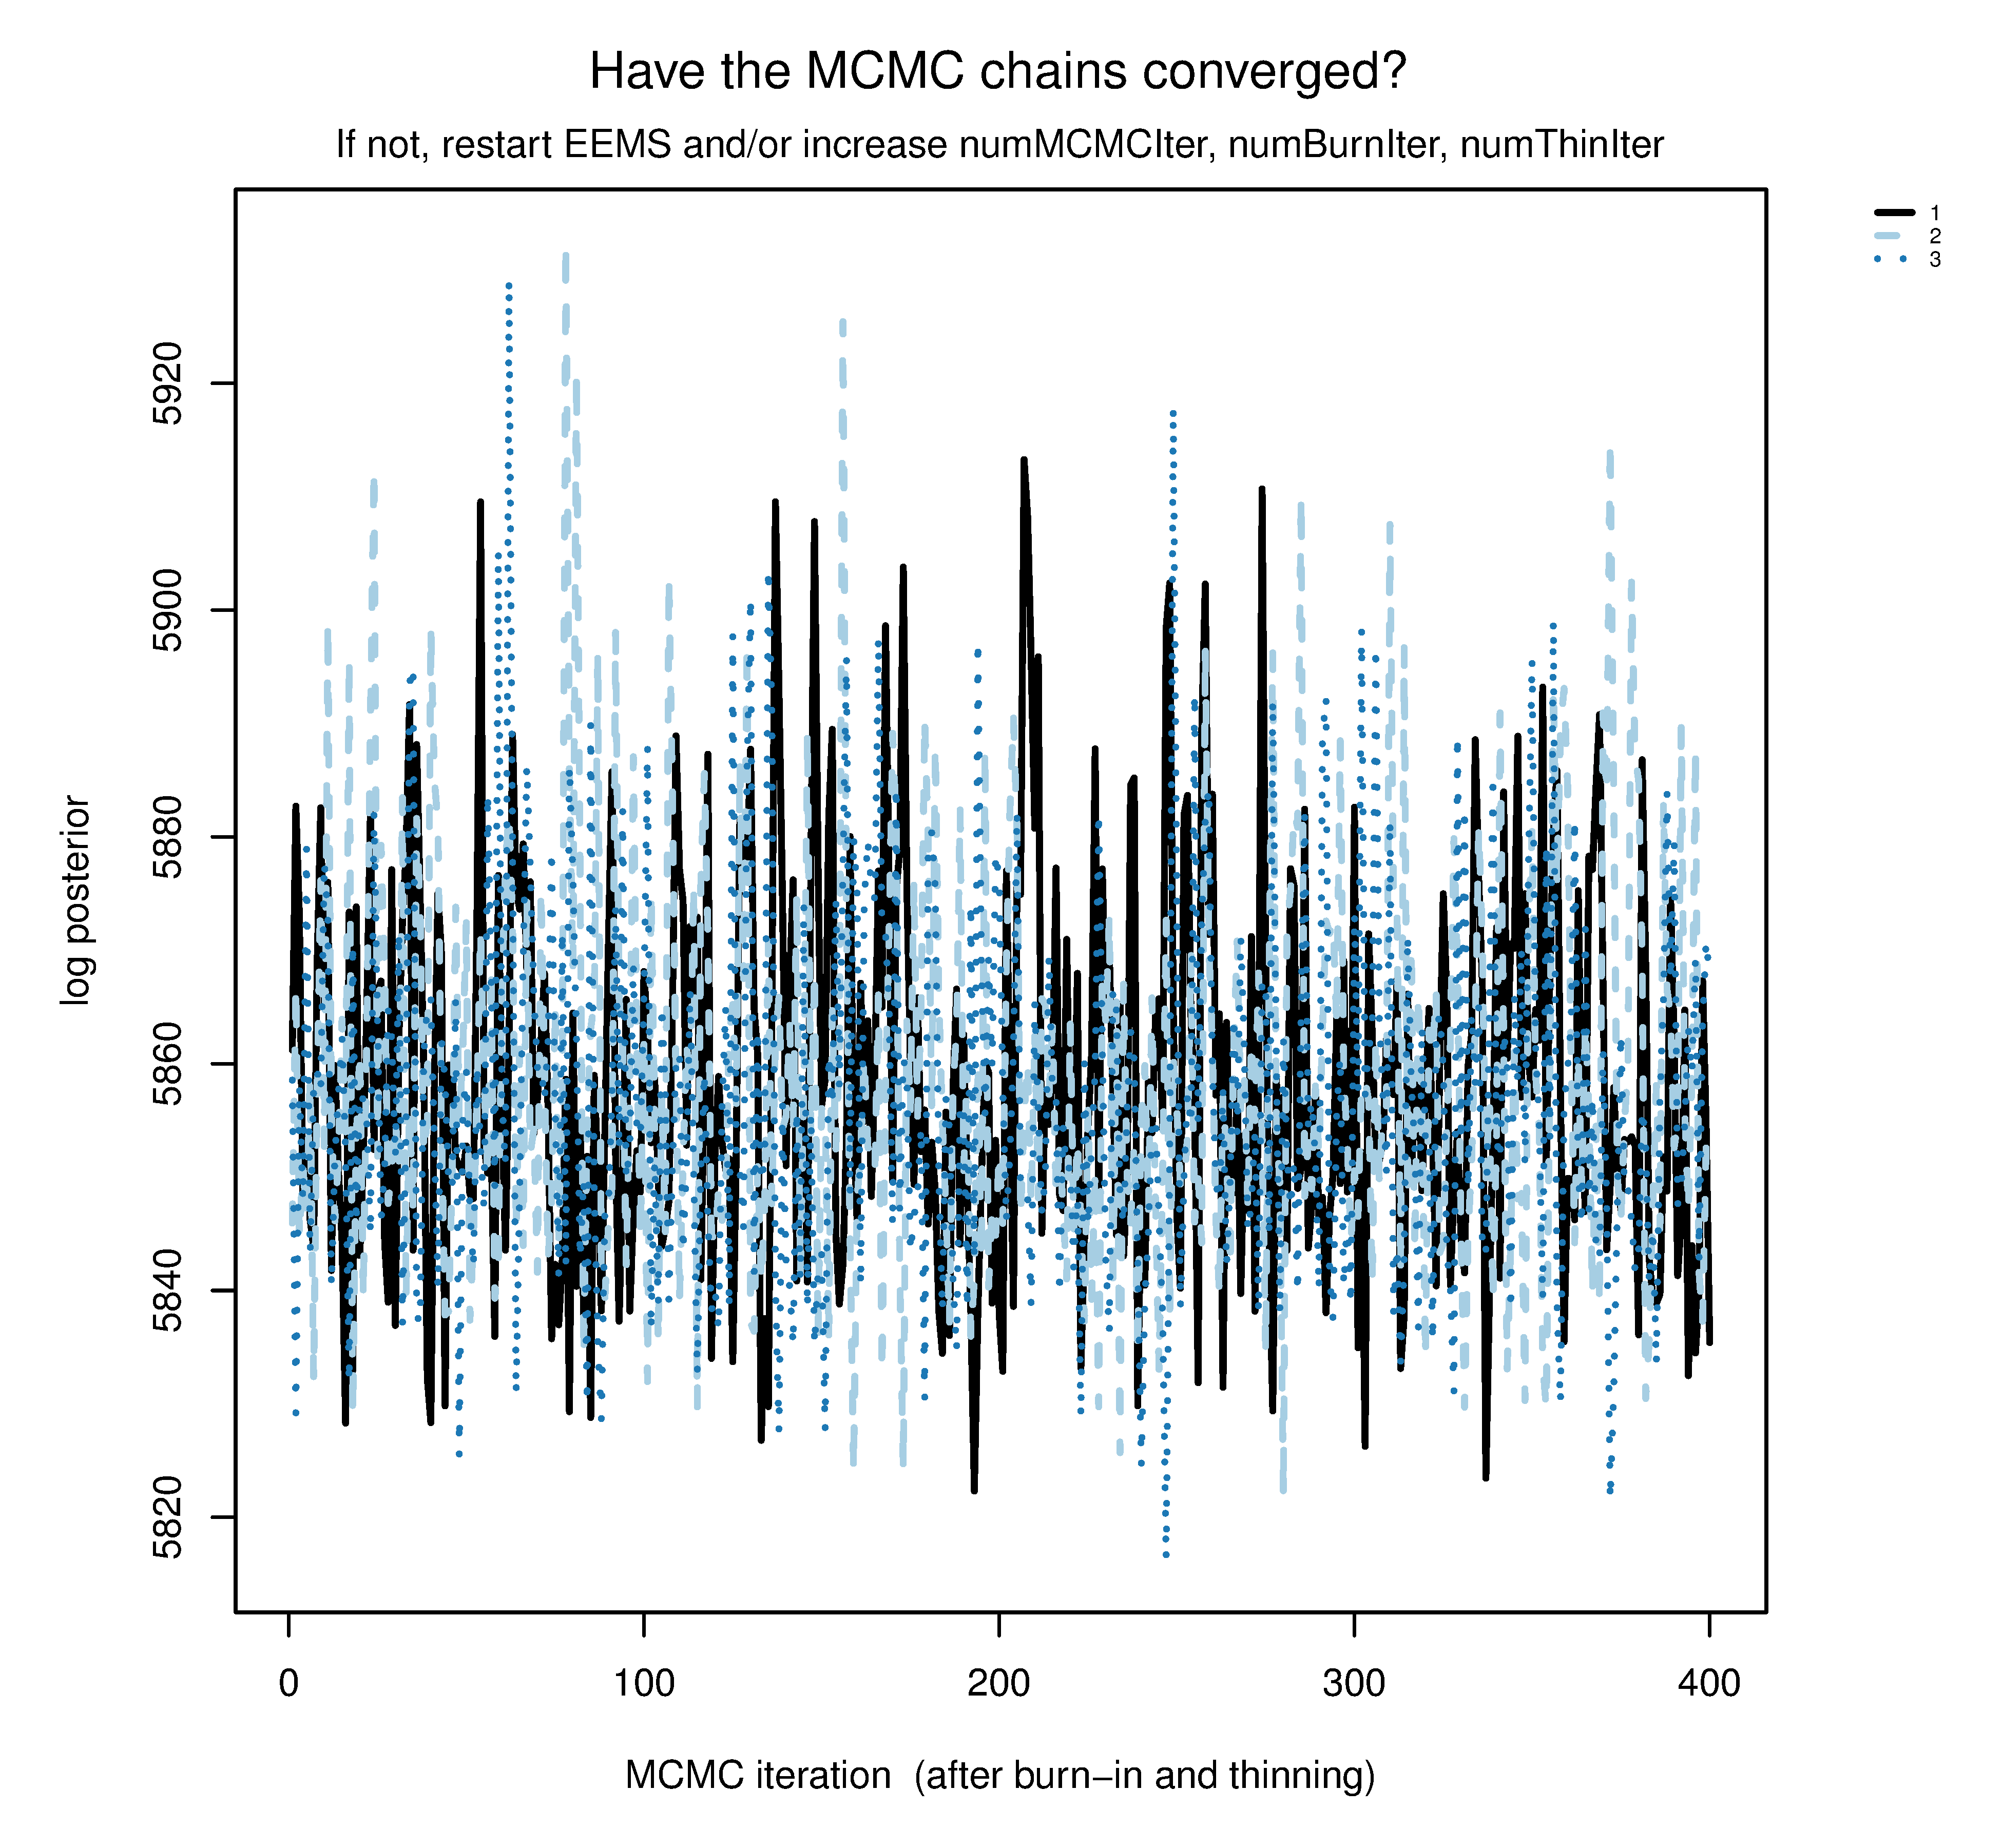 Have the MCMC chains converged?
If not, restart EEMS and/or increase numMCMCIter, numBurnIter, numThinIter
1
2
3
log posterior
5920
5900
5880
5860
5840
5820
0 100 200 300 400
MCMC iteration (after burn−in and thinning)